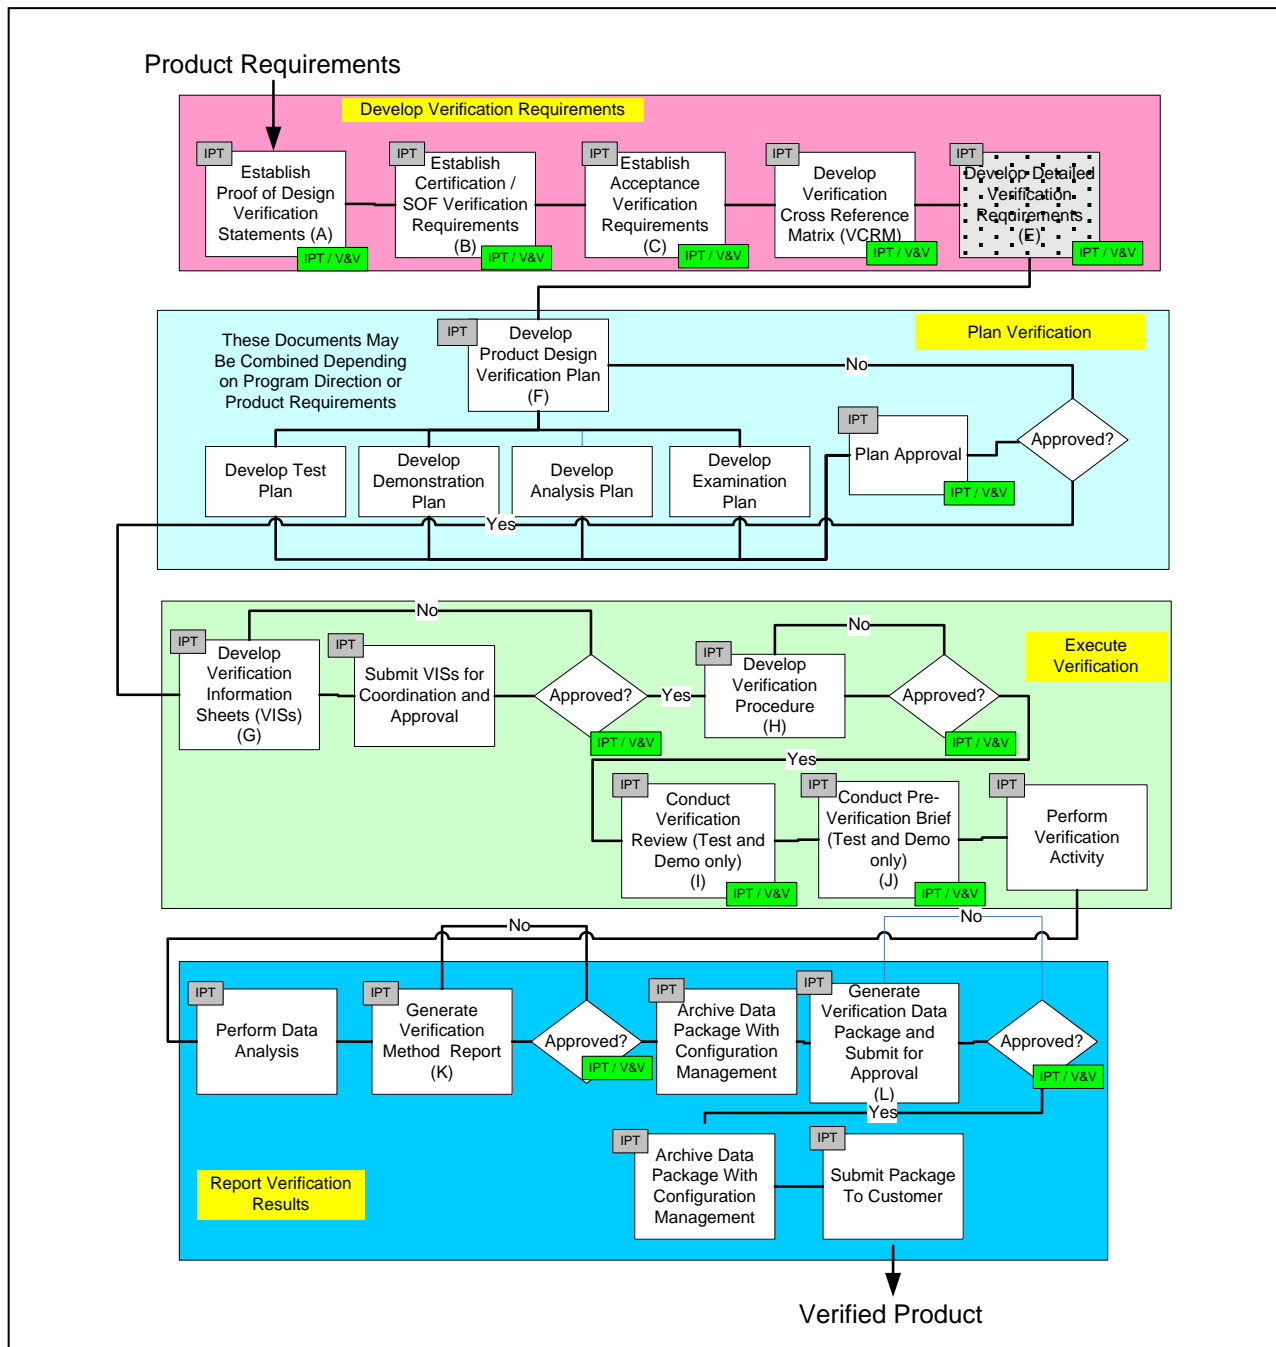 Product Requirements
Develop Verification Requirements
IPT
Establish
Proof of Design
Verification
Statements (A)
IPT / V&V
IPT
Establish
Certification /
SOF Verification
Requirements
(B)
IPT / V&V
IPT
Establish
Acceptance
Verification
Requirements
(C)
IPT / V&V
IPT
Develop
Verification
Cross Reference
Matrix (VCRM)
IPT / V&V
IPT
Develop Detailed
Verification
Requirements
(E)
IPT / V&V
These Documents May
Be Combined Depending
on Program Direction or
Product Requirements
IPT
Develop
Product Design
Verification Plan
(F)
Plan Verification
No
Develop Test
Plan
Develop
Demonstration
Plan
Develop
Analysis Plan
Develop
Examination
Plan
IPT
Plan Approval
IPT / V&V
Approved?
Yes
Execute
Verification
No
IPT
Develop
Verification
Information
Sheets (VISs)
(G)
IPT
Submit VISs for
Coordination and
Approval
Approved?
IPT / V&V
Yes
No
IPT
Develop
Verification
Procedure
(H)
Approved?
IPT / V&V
Yes
IPT
Conduct
Verification
Review (Test and
Demo only)
(I)
IPT / V&V
IPT
Conduct Pre-
Verification Brief
(Test and Demo
only)
(J)
IPT / V&V
IPT
Perform
Verification
Activity
No
No
IPT
Perform Data
Analysis
IPT
Generate
Verification
Method Report
(K)
Approved?
IPT / V&V
IPT
Archive Data
Package With
Configuration
Management
IPT
Generate
Verification Data
Package and
Submit for
Approval
(L)
Approved?
IPT / V&V
Yes
IPT
Archive Data
Package With
Configuration
Management
IPT
Submit Package
To Customer
Report Verification
Results
Verified Product